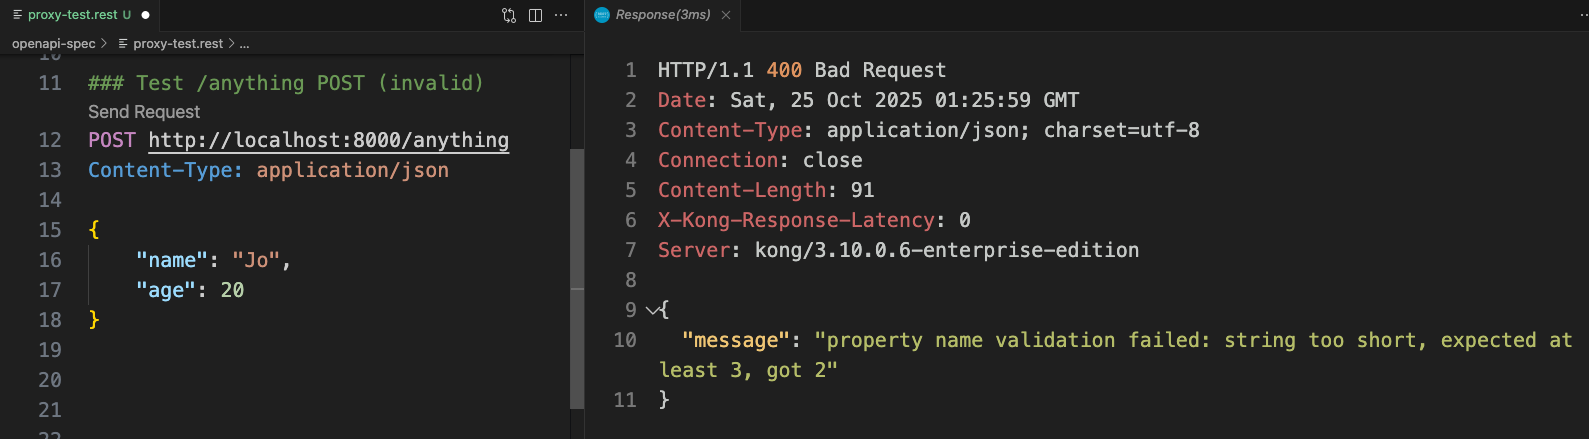 proxy-test.rest U
openapi-spec > proxy-test.rest > ...
10
11 ### Test /anything POST (invalid)
Send Request
12 POST http://localhost:8000/anything
13 Content-Type: application/json
14
15 {
16 "name": "Jo",
17 "age": 20
18 }
19
20
21
22
Response(3ms)
1 HTTP/1.1 400 Bad Request
2 Date: Sat, 25 Oct 2025 01:25:59 GMT
3 Content-Type: application/json; charset=utf-8
4 Connection: close
5 Content-Length: 91
6 X-Kong-Response-Latency: 0
7 Server: kong/3.10.0.6-enterprise-edition
8
9 {
10 "message": "property name validation failed: string too short, expected at
least 3, got 2"
11 }